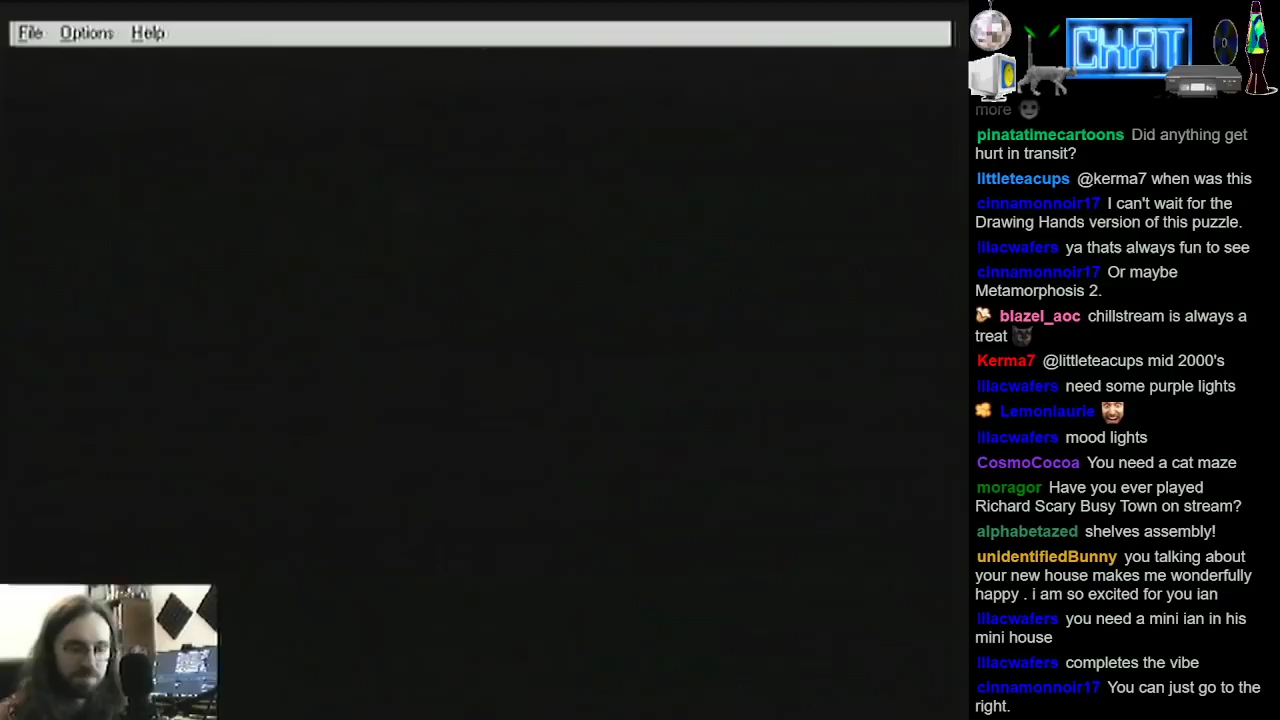 File Options Help
CHAT
more
pinatatimecartoons Did anything get
hurt in transit?
littleteacups @kerma7 when was this
cinnamonnoir17 I can't wait for the
Drawing Hands version of this puzzle.
lilacwafers ya thats always fun to see
cinnamonnoir17 Or maybe
Metamorphosis 2.
blazel_aoc chillstream is always a
treat
Kerma7 @littleteacups mid 2000's
lilacwafers need some purple lights
Lemonlaurie
lilacwafers mood lights
CosmoCocoa You need a cat maze
moragor Have you ever played
Richard Scary Busy Town on stream?
alphabetazed shelves assembly!
unidentifiedBunny you talking about
your new house makes me wonderfully
happy . i am so excited for you ian
lilacwafers you need a mini ian in his
mini house
lilacwafers completes the vibe
cinnamonnoir17 You can just go to the
right.